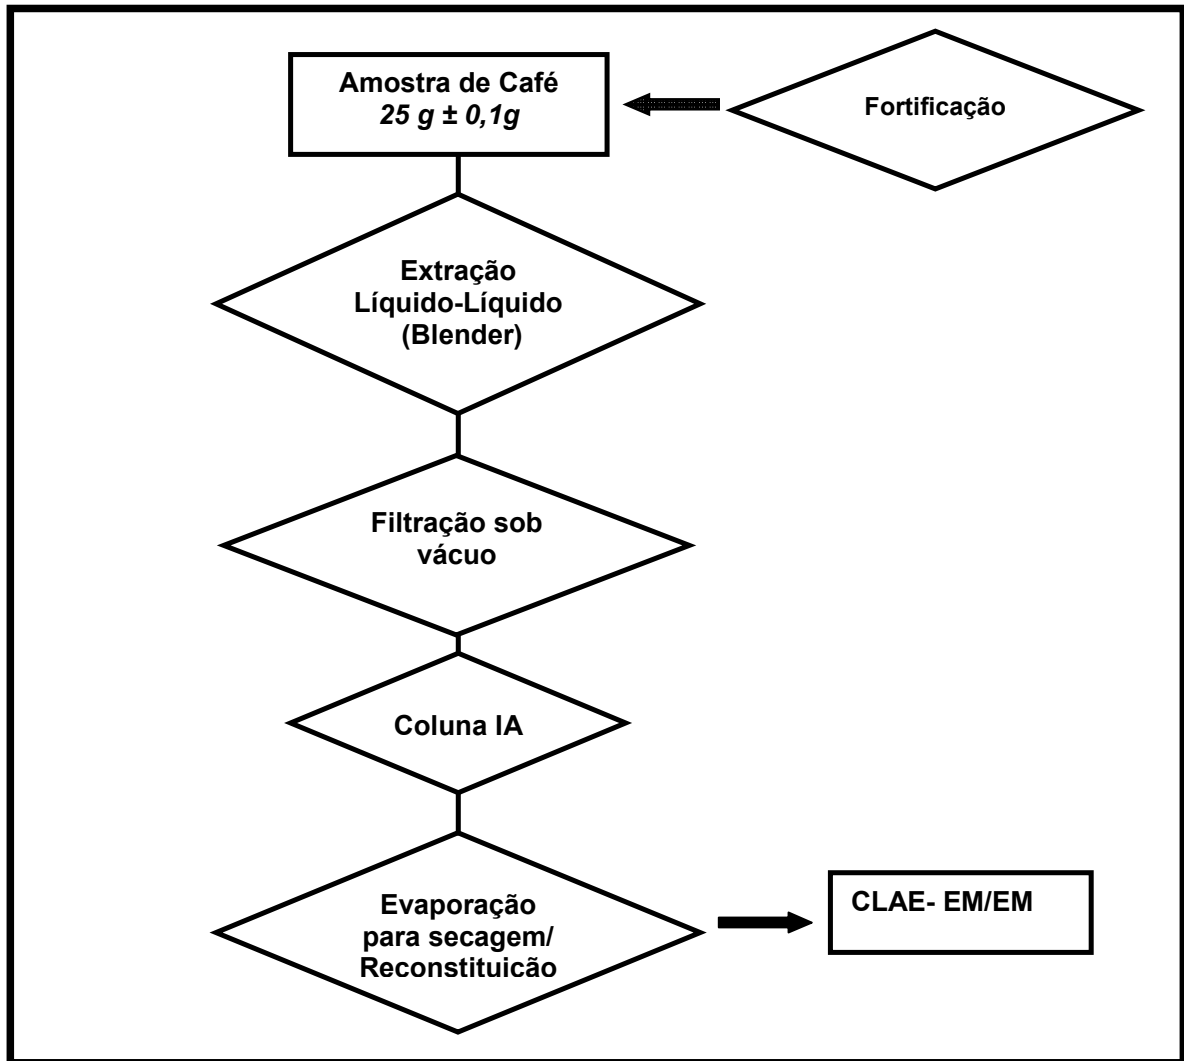 Amostra de Café
25 g ± 0,1g
Fortificação
Extração
Líquido-Líquido
(Blender)
Filtração sob
vácuo
Coluna IA
Evaporação
para secagem/
Reconstituicão
CLAE- EM/EM